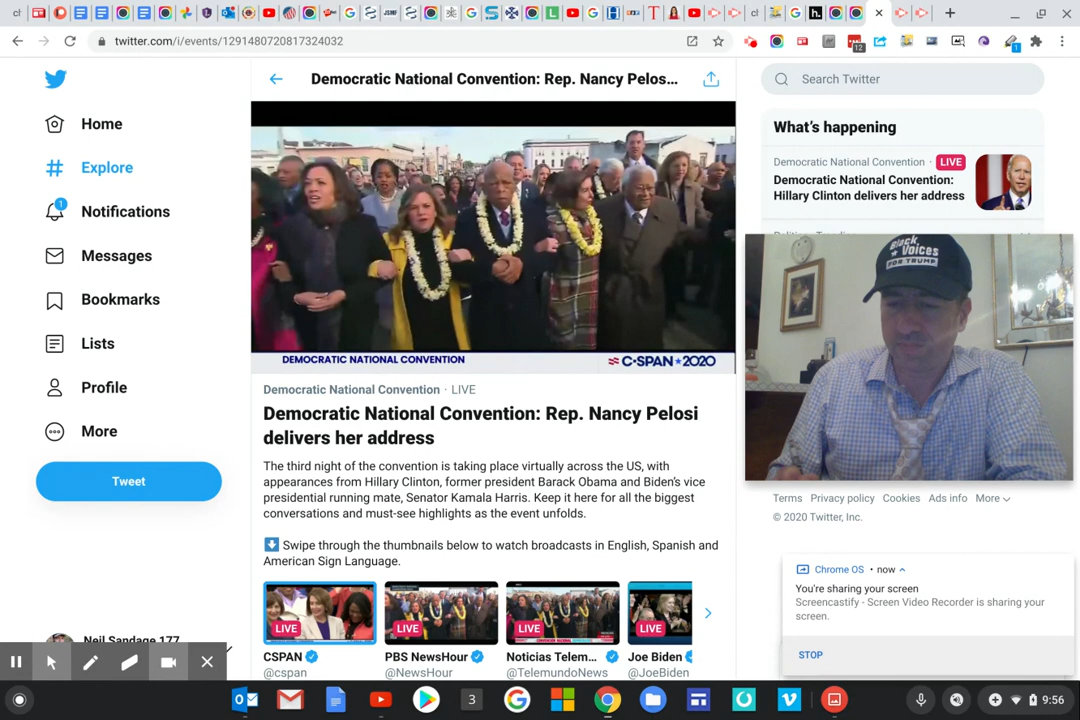 twitter.com/i/events/1291480720817324032
12
1
Home
Explore
1
Notifications
Messages
Bookmarks
Lists
Profile
More
Tweet
Neil Sandage 177
Democratic National Convention: Rep. Nancy Pelos...
DEMOCRATIC NATIONAL CONVENTION
C-SPAN★2020
Democratic National Convention · LIVE
Democratic National Convention: Rep. Nancy Pelosi
delivers her address
The third night of the convention is taking place virtually across the US, with
appearances from Hillary Clinton, former president Barack Obama and Biden's vice
presidential running mate, Senator Kamala Harris. Keep it here for all the biggest
conversations and must-see highlights as the event unfolds.
Swipe through the thumbnails below to watch broadcasts in English, Spanish and
American Sign Language.
LIVE
LIVE
LIVE
LIVE
CSPAN
@cspan
PBS NewsHour
@NewsHour
Noticias Telem...
@TelemundoNews
Joe Biden
@JoeBiden
Search Twitter
What's happening
Democratic National Convention · LIVE
Democratic National Convention:
Hillary Clinton delivers her address
Black
Voices
FOR TRUMP
Terms Privacy policy Cookies Ads info More
© 2020 Twitter, Inc.
Chrome OS • now
You're sharing your screen
Screencastify - Screen Video Recorder is sharing your
screen.
STOP
3
9:56